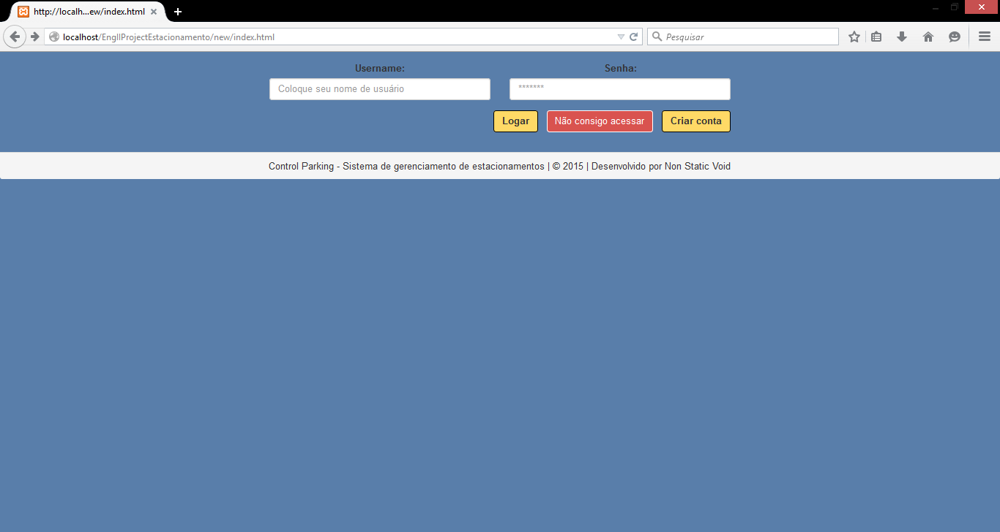 http://localh...ew/index.html
localhost/EngIIProjectEstacionamento/new/index.html
Pesquisar
Username: Senha:
Coloque seu nome de usuário *******
Logar Não consigo acessar Criar conta
Control Parking - Sistema de gerenciamento de estacionamentos | © 2015 | Desenvolvido por Non Static Void